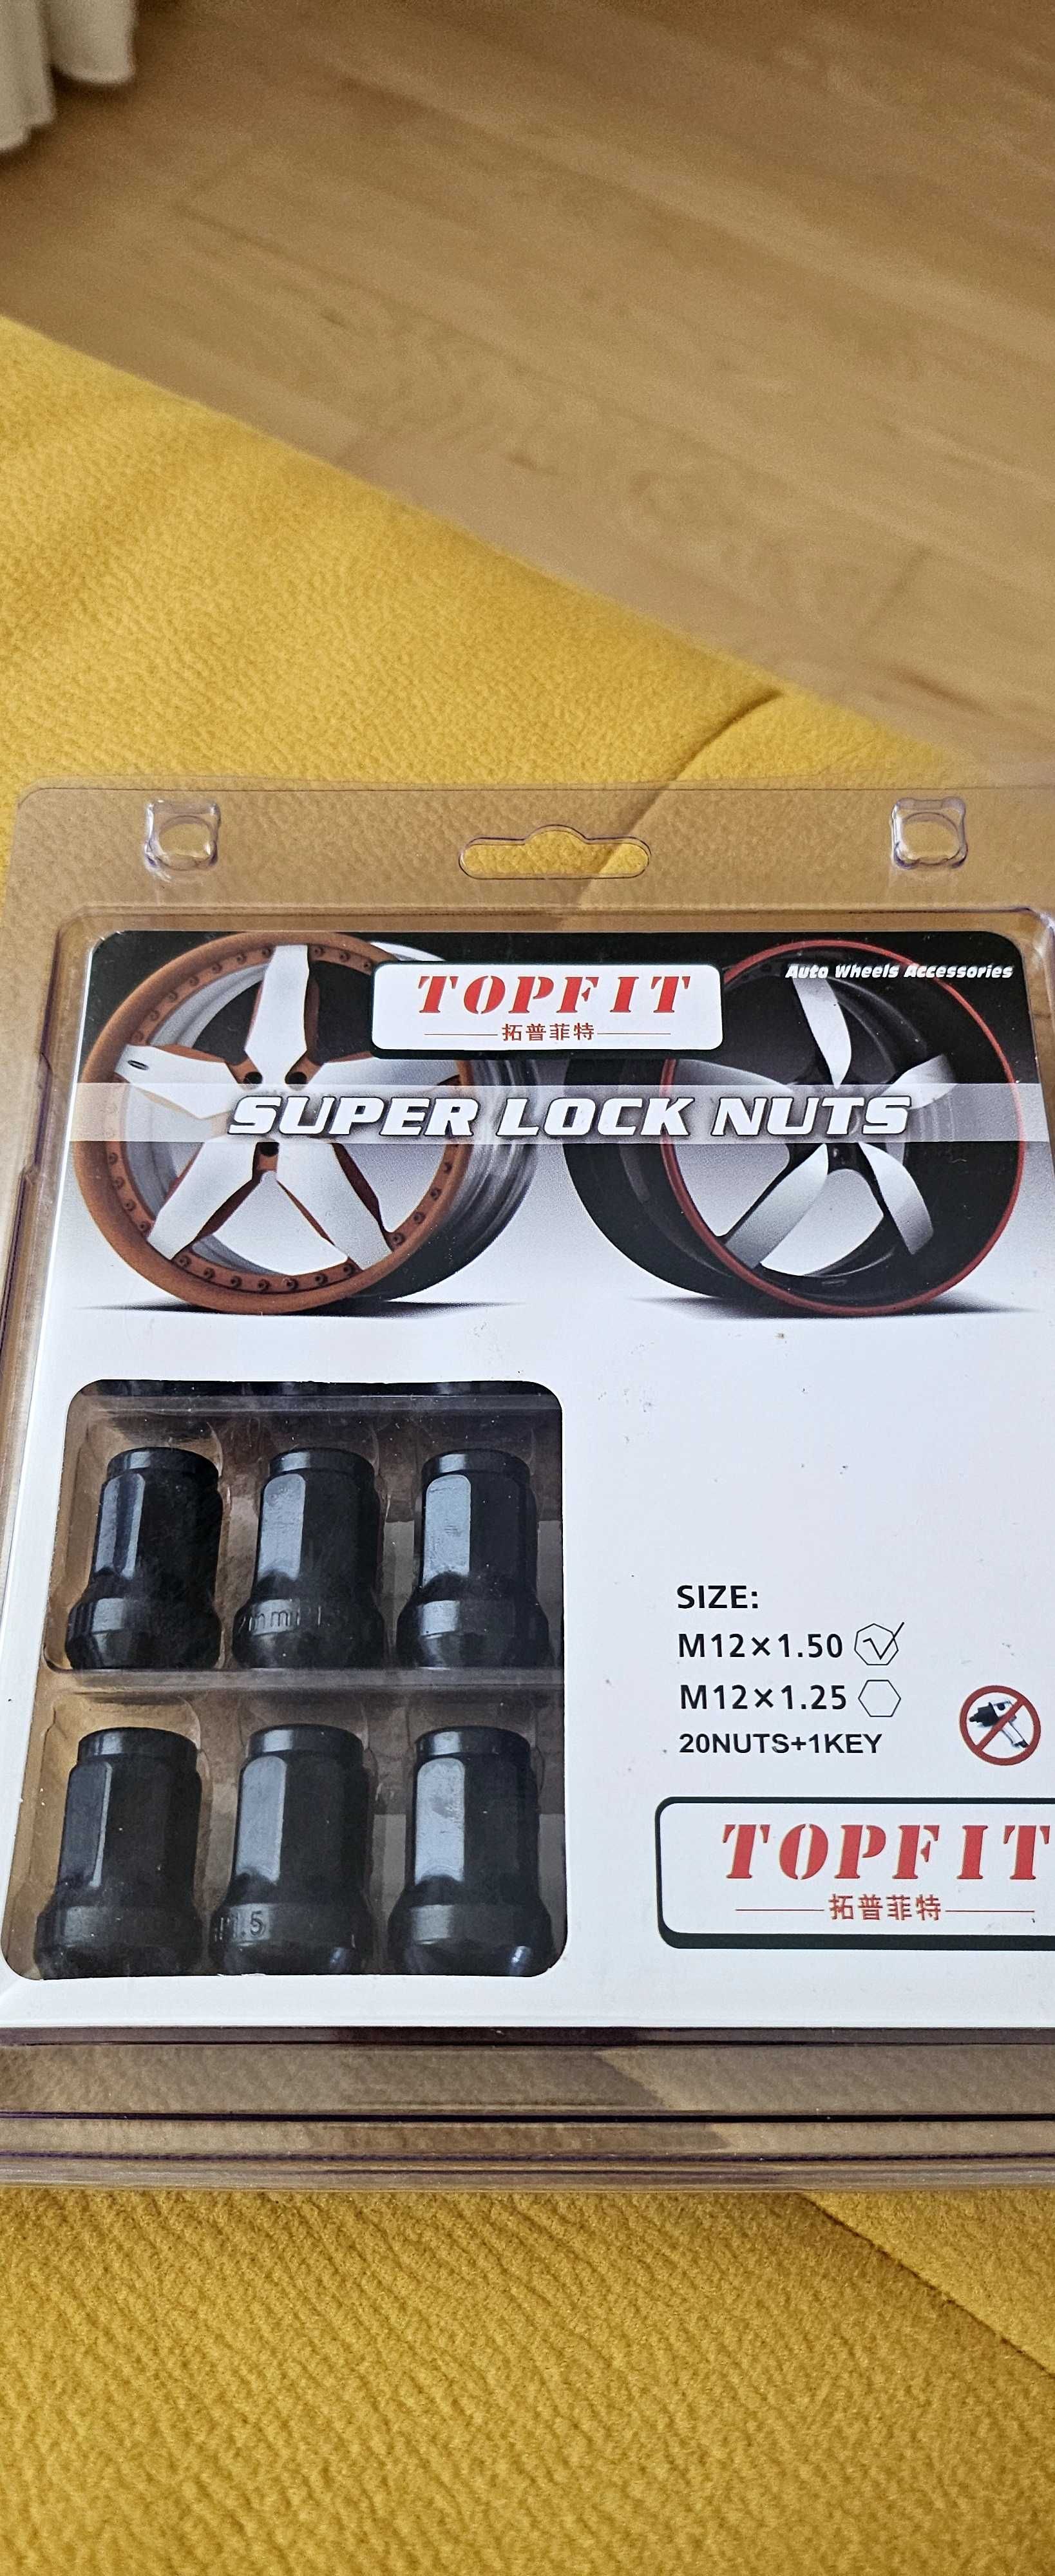 TOPFIT
拓普菲特
Auto Wheels Accessories
SUPER LOCK NUTS
SIZE:
M12×1.50
M12×1.25
20NUTS+1KEY
TOPFIT
拓普菲特